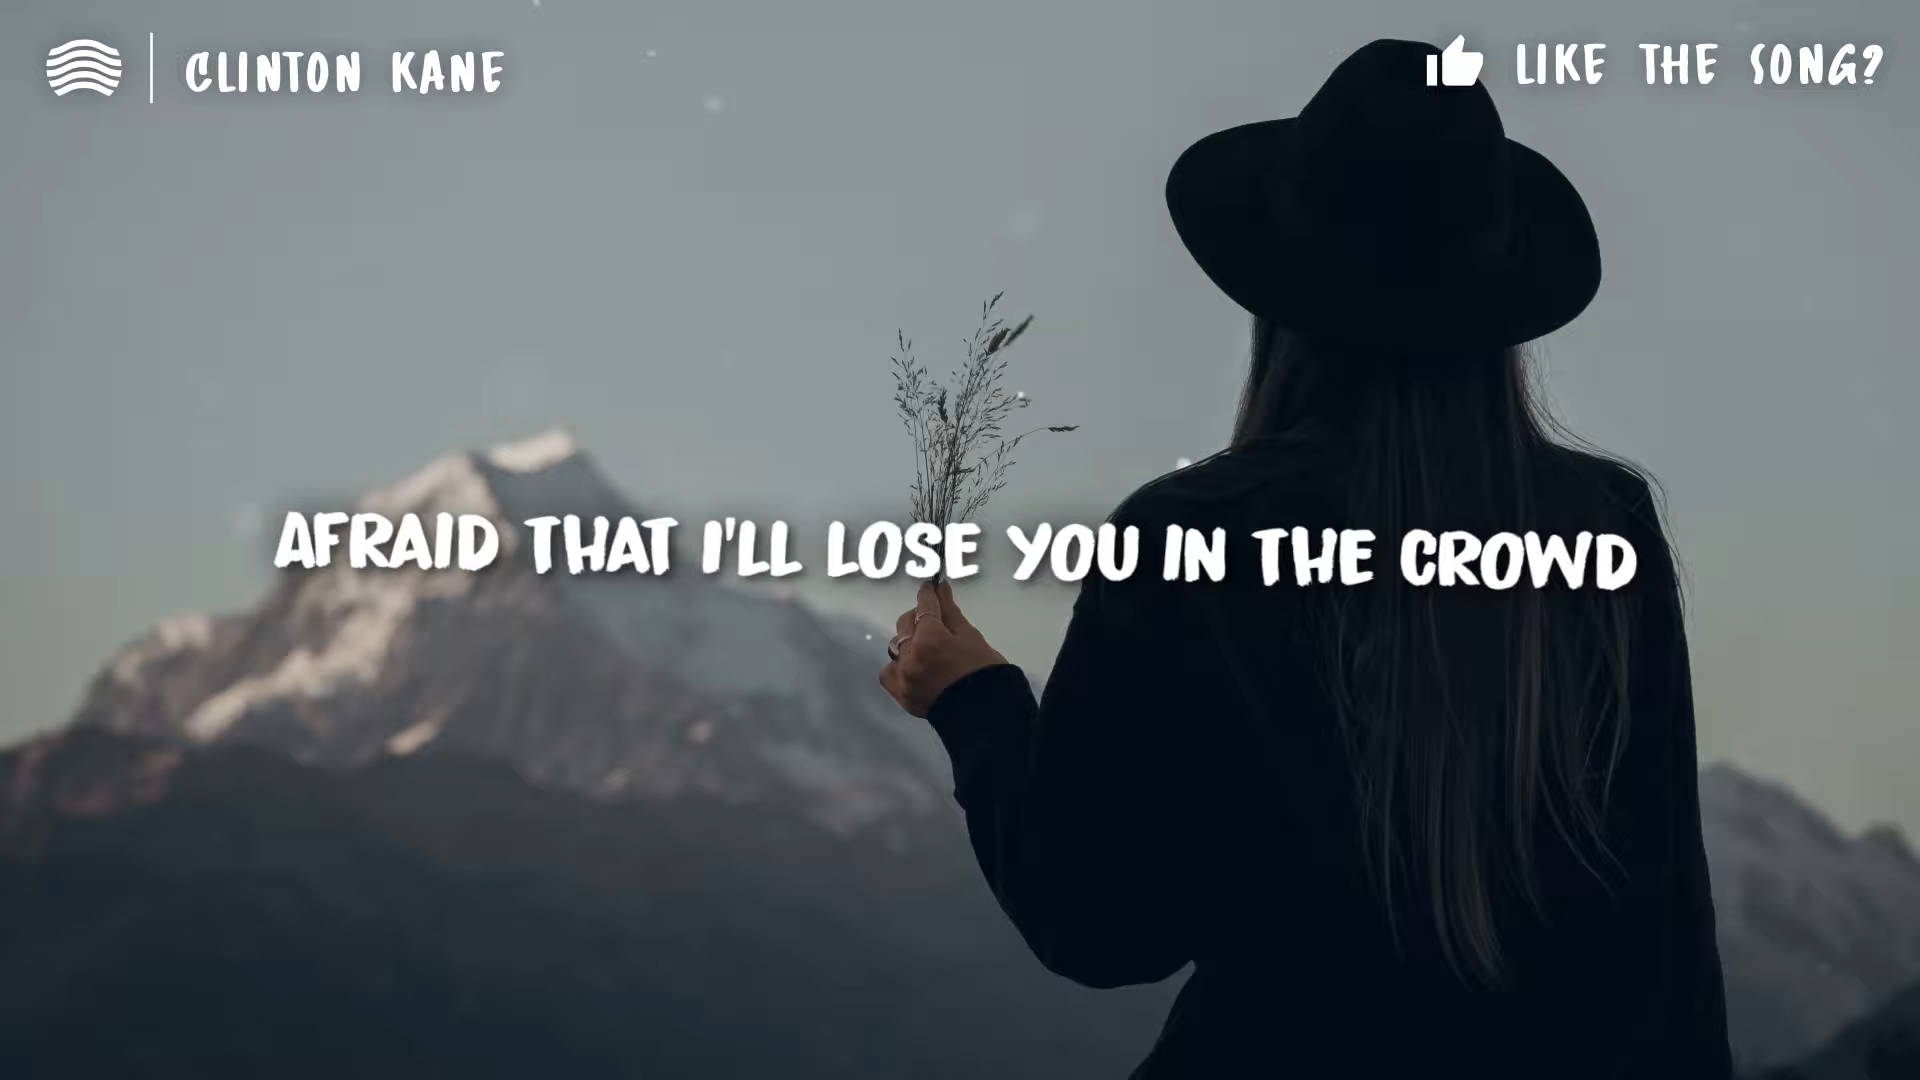 CLINTON KANE
LIKE THE SONG?
AFRAID THAT I'LL LOSE YOU IN THE CROWD